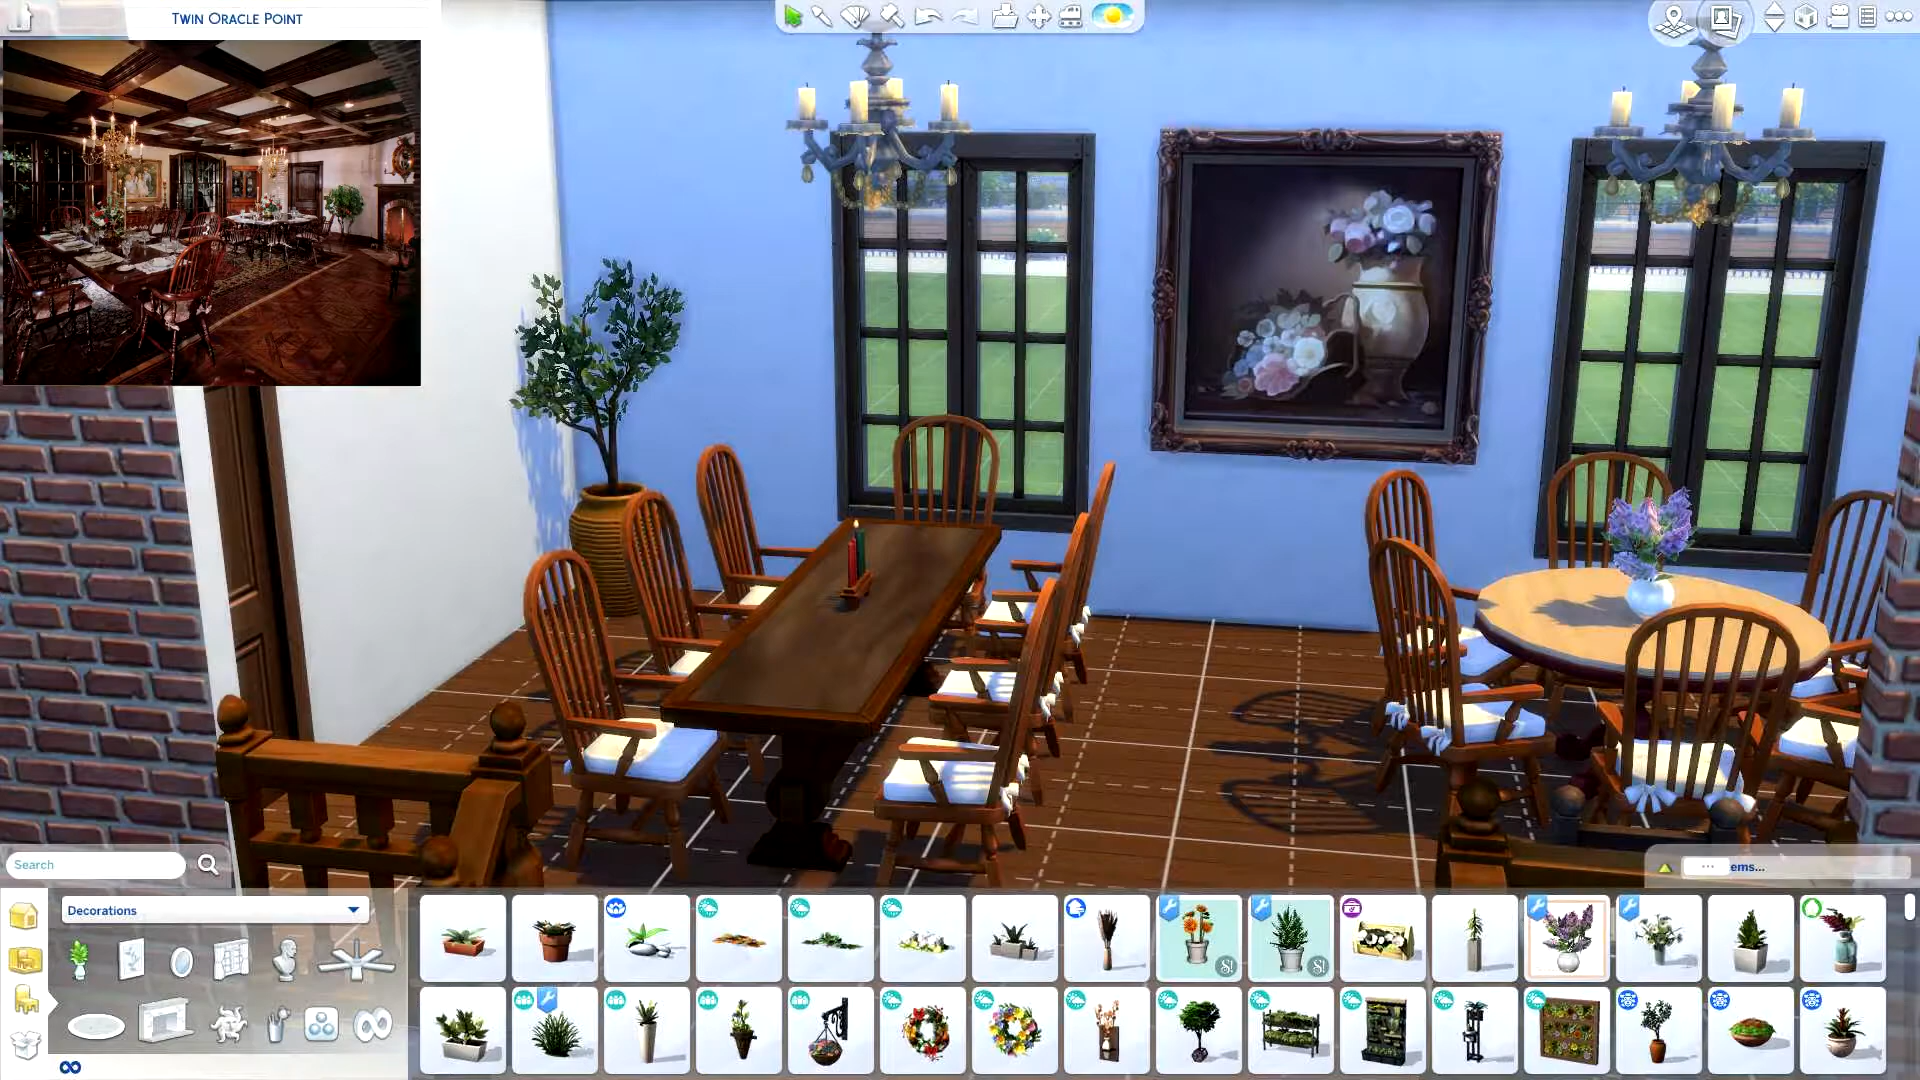 Twin Oracle Point
Search
ems...
Decorations
S!
S!